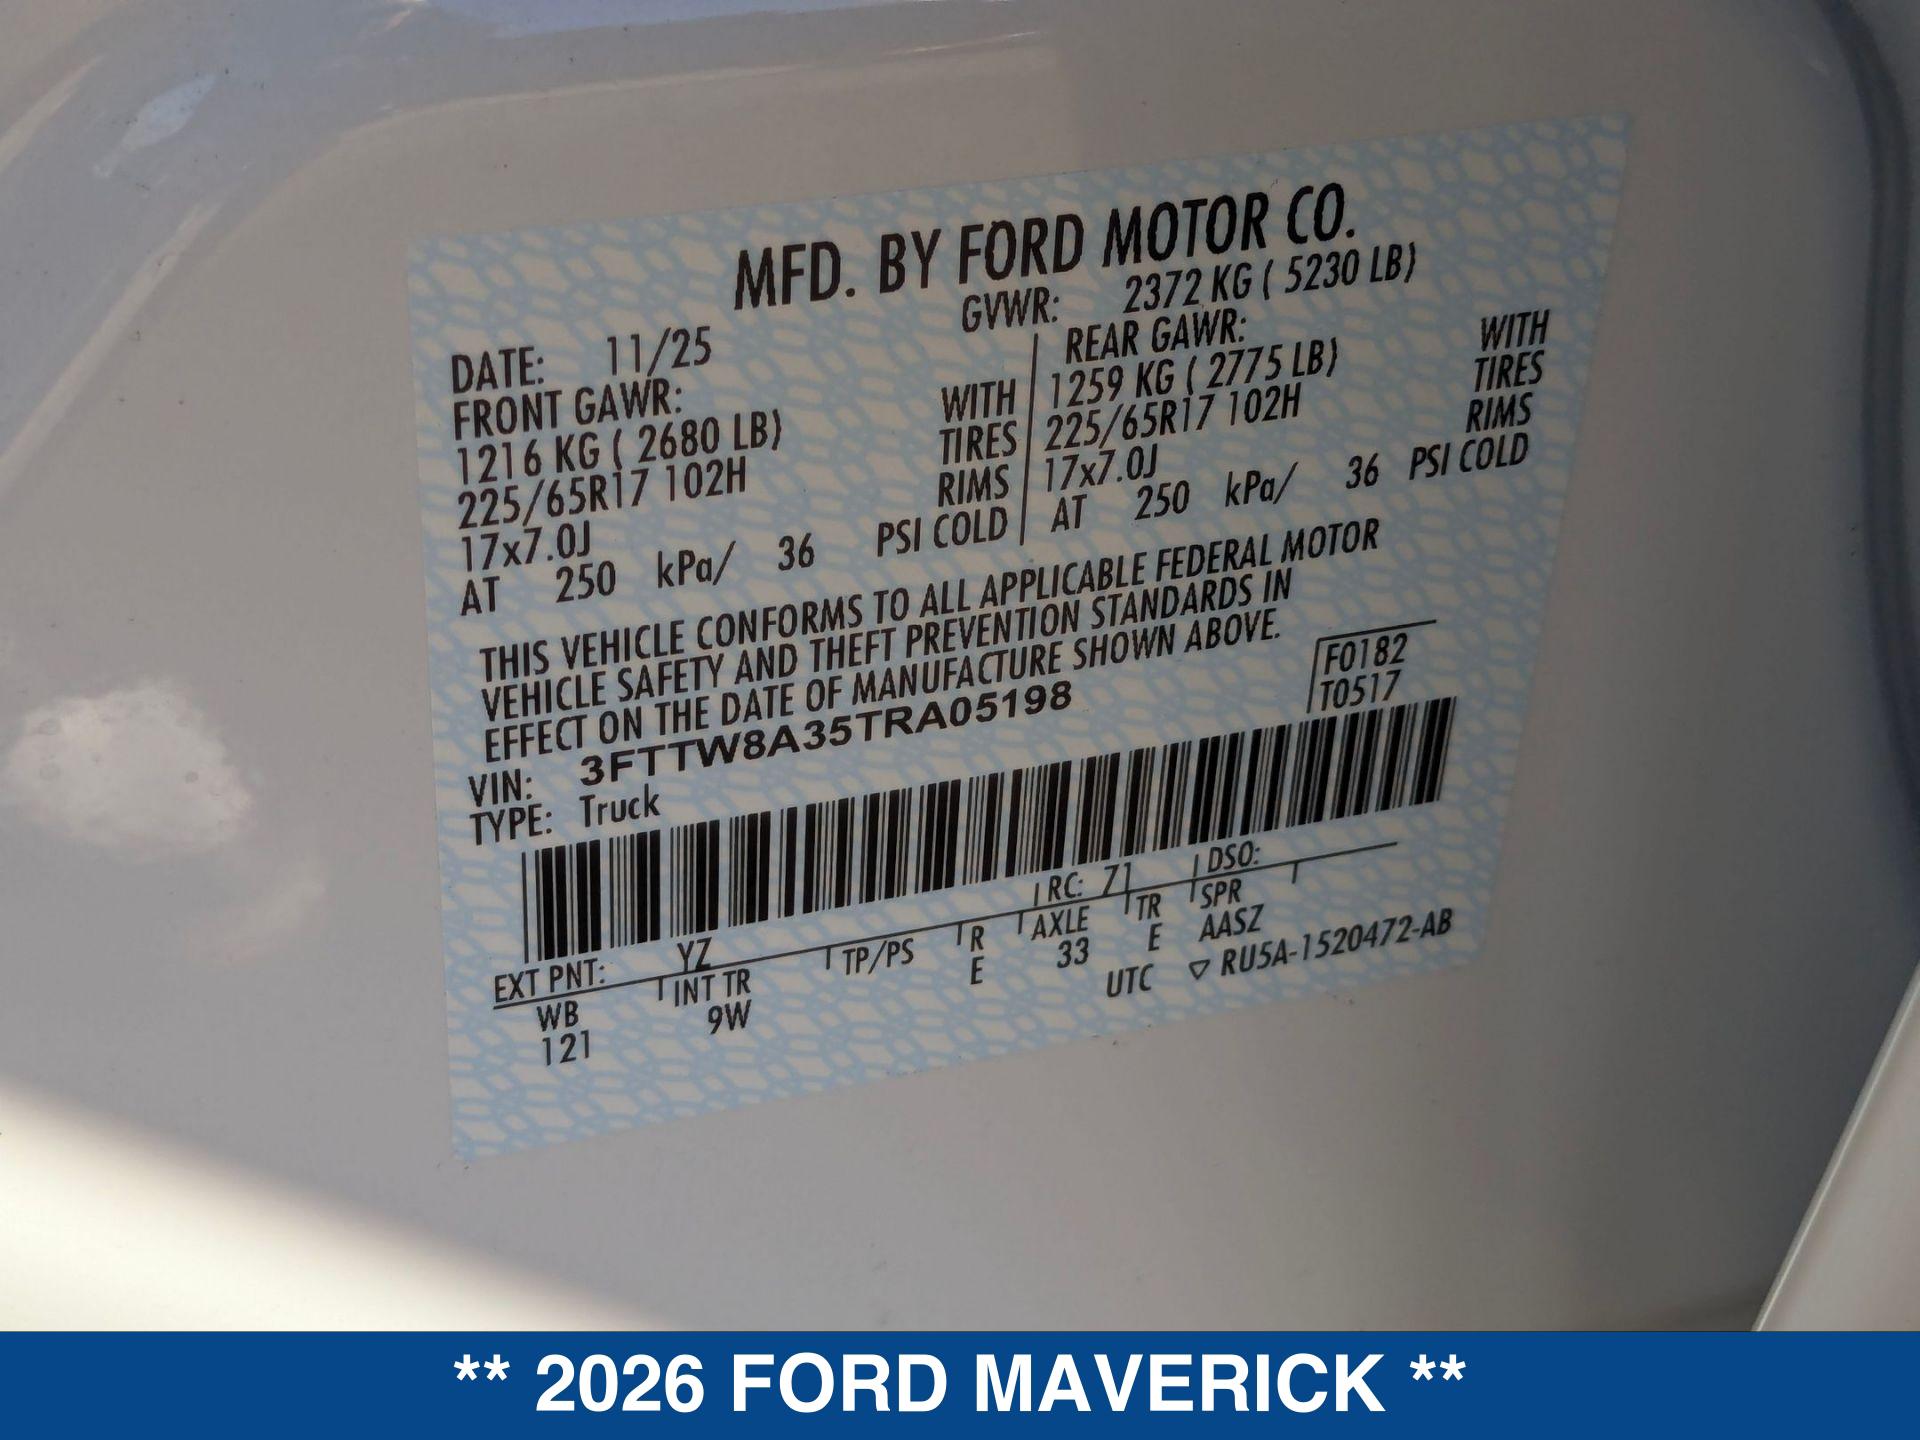 MFD. BY FORD MOTOR CO.
DATE: 11/25 GVWR: 2372 KG ( 5230 LB)
FRONT GAWR: REAR GAWR:
1216 KG ( 2680 LB) WITH 1259 KG ( 2775 LB) WITH
225/65R17 102H TIRES 225/65R17 102H TIRES
17x7.0J RIMS 17x7.0J RIMS
AT 250 kPa/ 36 PSI COLD AT 250 kPa/ 36 PSI COLD
THIS VEHICLE CONFORMS TO ALL APPLICABLE FEDERAL MOTOR
VEHICLE SAFETY AND THEFT PREVENTION STANDARDS IN
EFFECT ON THE DATE OF MANUFACTURE SHOWN ABOVE.
VIN: 3FTTW8A35TRA05198 F0182
TYPE: Truck T0517
EXT PNT: YZ RC: 71 DSO:
WB INT TR TP/PS R AXLE TR SPR
121 9W E 33 E AASZ
UTC ▽ RU5A-1520472-AB
** 2026 FORD MAVERICK **